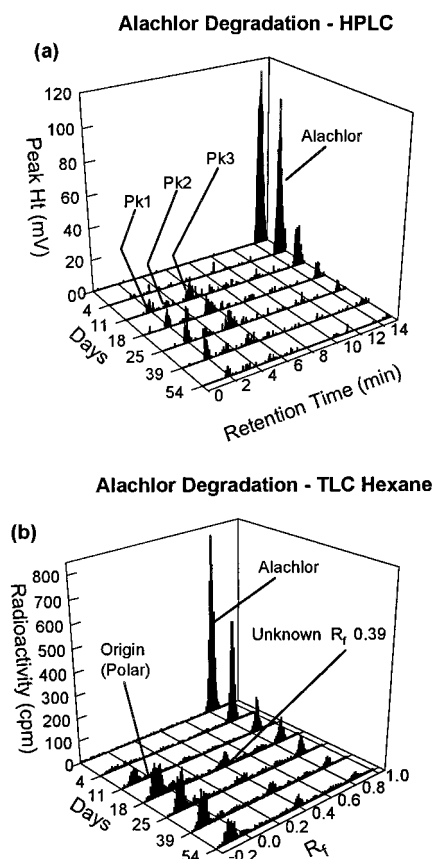 Alachlor Degradation - HPLC
(a)
120
100
80
60
40
20
0
Peak Ht (mV)
Pk1
Pk2
Pk3
Alachlor
0
4
11
18
25
39
54
Days
0
2
4
6
8
10
12
14
Retention Time (min)
Alachlor Degradation - TLC Hexane
(b)
800
700
600
500
400
300
200
100
0
Radioactivity (cpm)
Alachlor
Unknown Rf 0.39
Origin
(Polar)
4
11
18
25
39
54
Days
-0.2
0.0
0.2
0.4
0.6
0.8
1.0
Rf